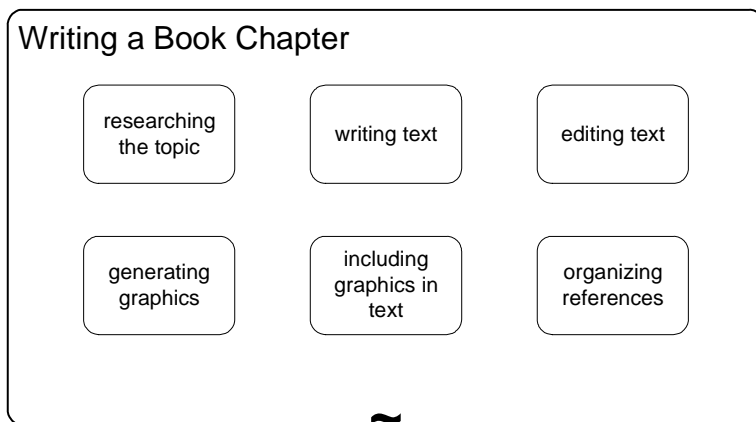 Writing a Book Chapter
researching
the topic
writing text
editing text
generating
graphics
including
graphics in
text
organizing
references
~